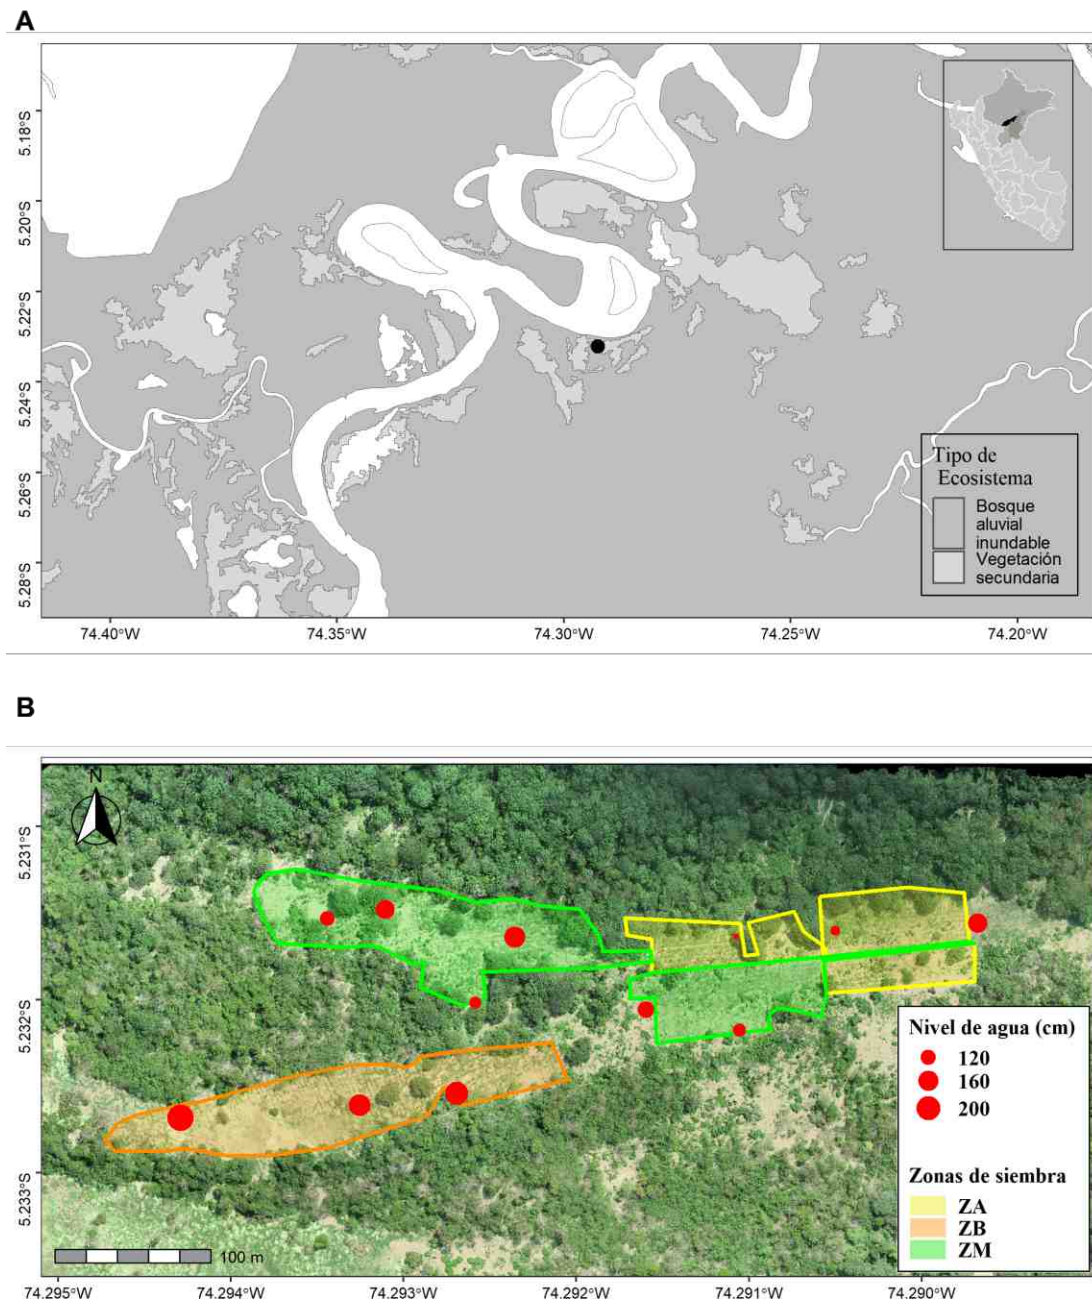 A
5.18°S
5.20°S
5.22°S
5.24°S
5.26°S
5.28°S
Tipo de
Ecosistema
Bosque
aluvial
inundable
Vegetación
secundaria
74.40°W 74.35°W 74.30°W 74.25°W 74.20°W
B
N
5.231°S
5.232°S
5.233°S
Nivel de agua (cm)
120
160
200
Zonas de siembra
ZA
ZB
ZM
100 m
74.295°W 74.294°W 74.293°W 74.292°W 74.291°W 74.290°W